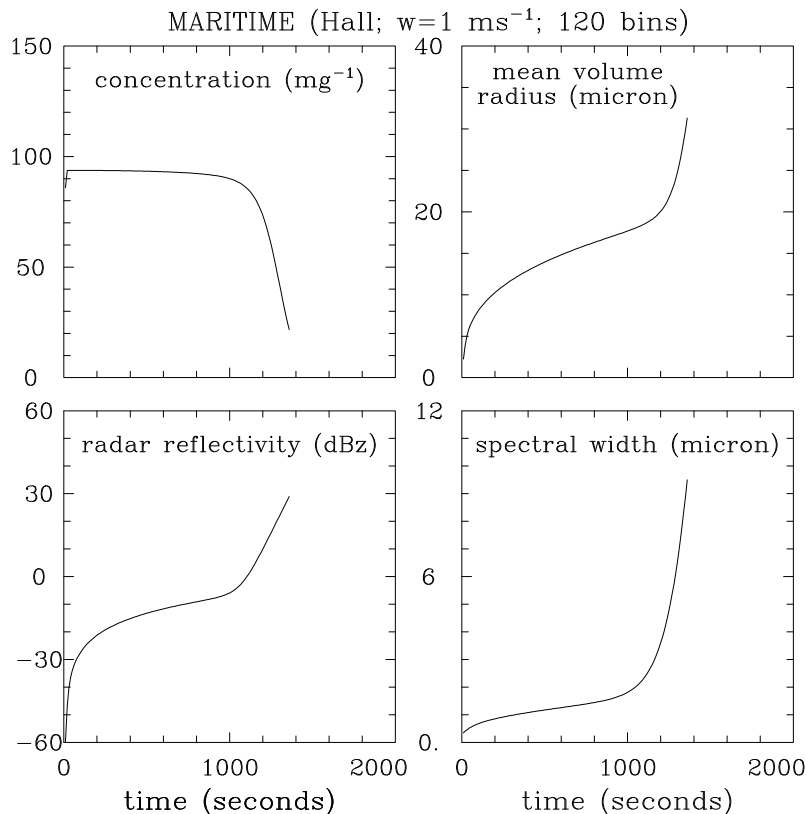 MARITIME (Hall; w=1 ms⁻¹; 120 bins)
150
concentration (mg⁻¹)
100
50
0
40
mean volume
radius (micron)
20
0
60
radar reflectivity (dBz)
30
0
−30
−60
0 1000 2000
time (seconds)
12
spectral width (micron)
6
0.
0 1000 2000
time (seconds)